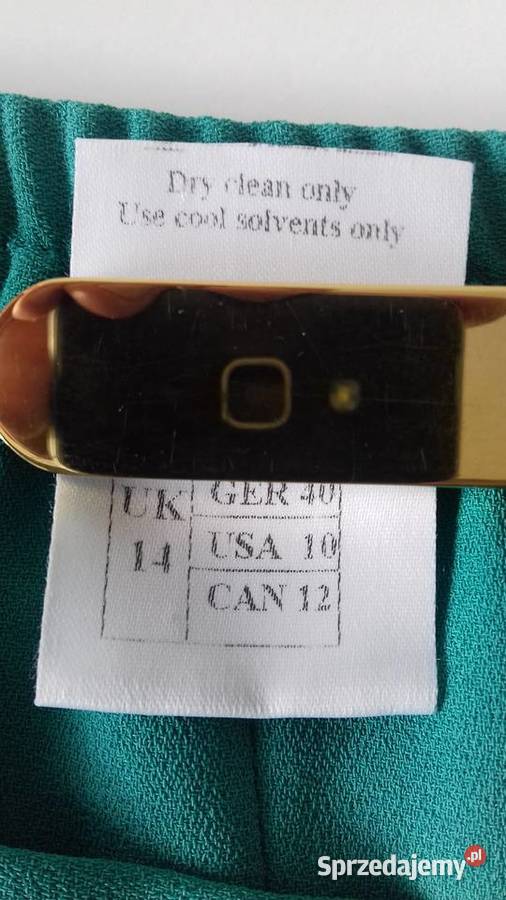 Dry clean only
Use cool solvents only
UK
14
GER 40
USA 10
CAN 12
Sprzedajemy.pl